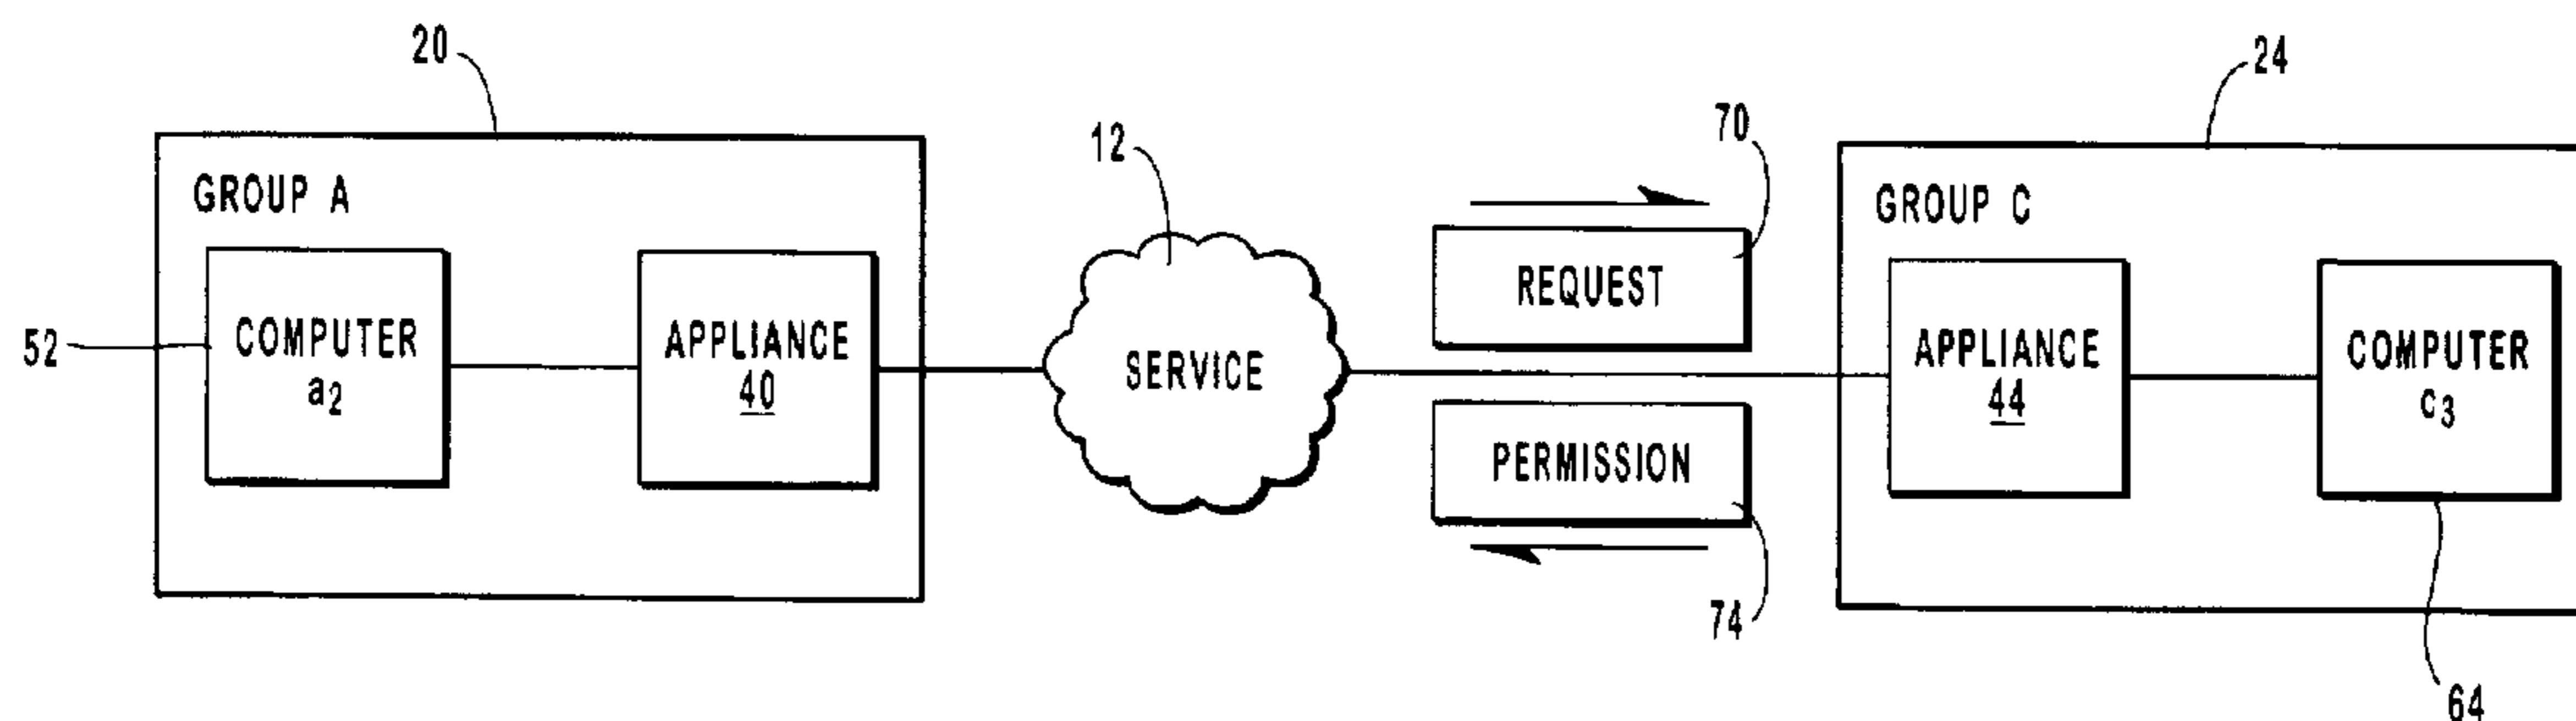 20
24
12
70
GROUP A
GROUP C
REQUEST
52
COMPUTER
a2
APPLIANCE
40
SERVICE
APPLIANCE
44
COMPUTER
c3
PERMISSION
74
64